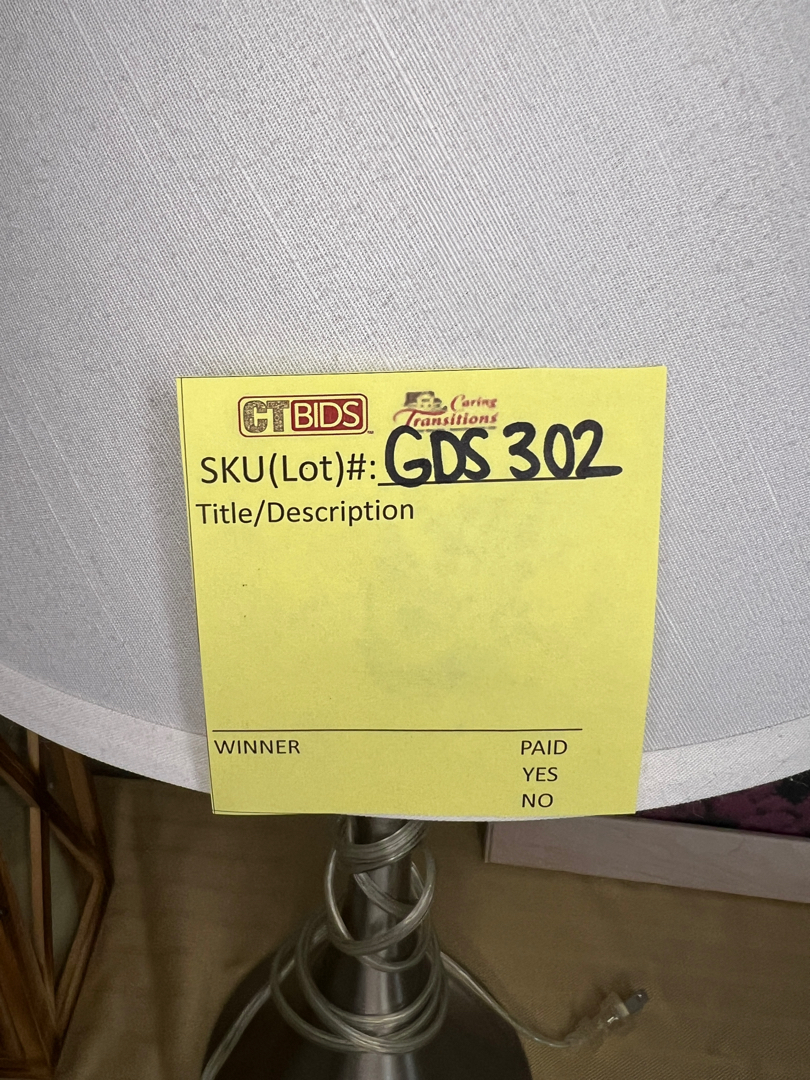 CTBIDS
Caring
Transitions
SKU(Lot)#: GDS 302
Title/Description
WINNER
PAID
YES
NO